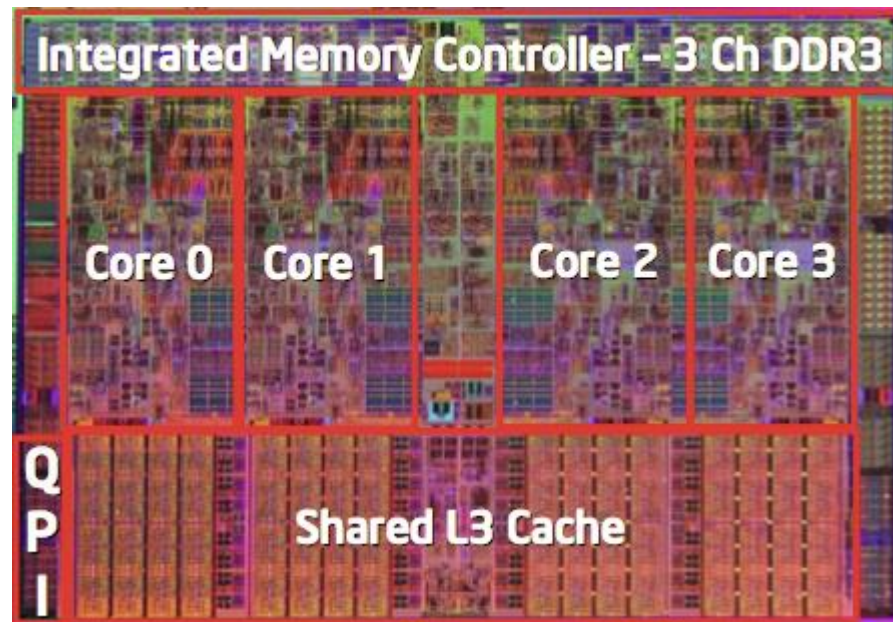 Integrated Memory Controller - 3 Ch DDR3
Core 0
Core 1
Core 2
Core 3
Q
P
I
Shared L3 Cache